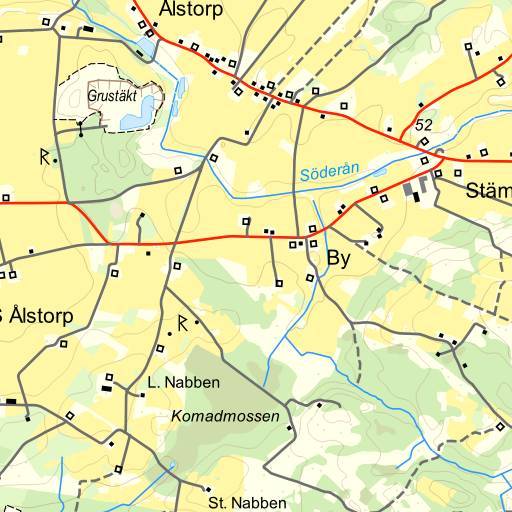 Ålstorp
Grustäkt
52
R
Söderån
Stäm
By
S Ålstorp
R
L. Nabben
Komadmossen
St. Nabben